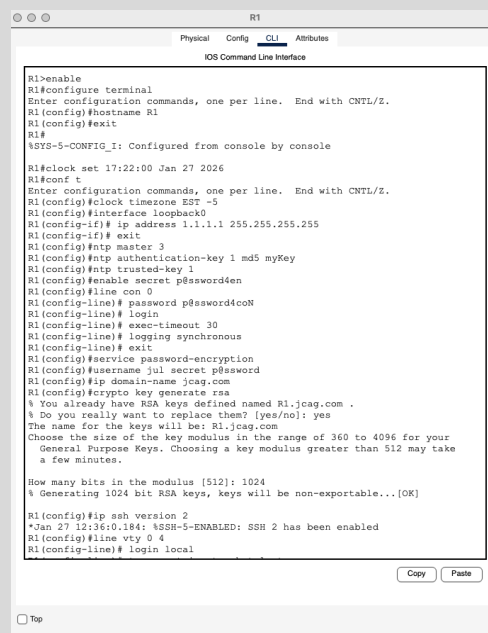 R1
Physical Config CLI Attributes
IOS Command Line Interface
R1>enable
R1#configure terminal
Enter configuration commands, one per line.  End with CNTL/Z.
R1(config)#hostname R1
R1(config)#exit
R1#
%SYS-5-CONFIG_I: Configured from console by console
R1#clock set 17:22:00 Jan 27 2026
R1#conf t
Enter configuration commands, one per line.  End with CNTL/Z.
R1(config)#clock timezone EST -5
R1(config)#interface loopback0
R1(config-if)# ip address 1.1.1.1 255.255.255.255
R1(config-if)# exit
R1(config)#ntp master 3
R1(config)#ntp authentication-key 1 md5 myKey
R1(config)#ntp trusted-key 1
R1(config)#enable secret p@ssword4en
R1(config)#line con 0
R1(config-line)# password p@ssword4coN
R1(config-line)# login
R1(config-line)# exec-timeout 30
R1(config-line)# logging synchronous
R1(config-line)# exit
R1(config)#service password-encryption
R1(config)#username jul secret p@ssword
R1(config)#ip domain-name jcag.com
R1(config)#crypto key generate rsa
% You already have RSA keys defined named R1.jcag.com .
% Do you really want to replace them? [yes/no]: yes
The name for the keys will be: R1.jcag.com
Choose the size of the key modulus in the range of 360 to 4096 for your
  General Purpose Keys. Choosing a key modulus greater than 512 may take
  a few minutes.
How many bits in the modulus [512]: 1024
% Generating 1024 bit RSA keys, keys will be non-exportable...[OK]
R1(config)#ip ssh version 2
*Jan 27 12:36:0.184: %SSH-5-ENABLED: SSH 2 has been enabled
R1(config)#line vty 0 4
R1(config-line)# login local
Copy Paste
Top